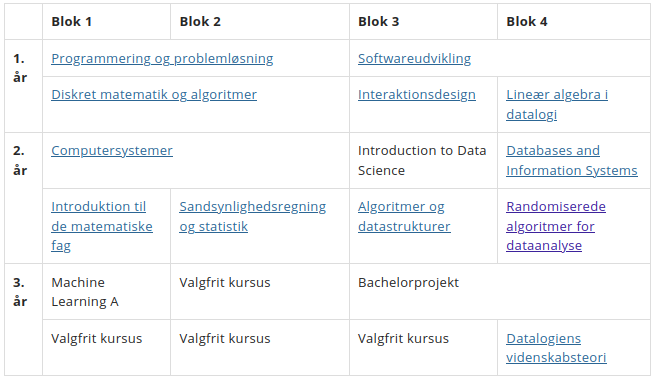 Blok 1 Blok 2 Blok 3 Blok 4
1. år
Programmering og problemløsning
Softwareudvikling
Diskret matematik og algoritmer
Interaktionsdesign
Lineær algebra i
datalogi
2. år
Computersystemer
Introduction to Data
Science
Databases and
Information Systems
Introduktion til
de matematiske
fag
Sandsynlighedsregning
og statistik
Algoritmer og
datastrukturer
Randomiserede
algoritmer for
dataanalyse
3. år
Machine
Learning A
Valgfrit kursus
Bachelorprojekt
Valgfrit kursus
Valgfrit kursus
Valgfrit kursus
Datalogiens
videnskabsteori